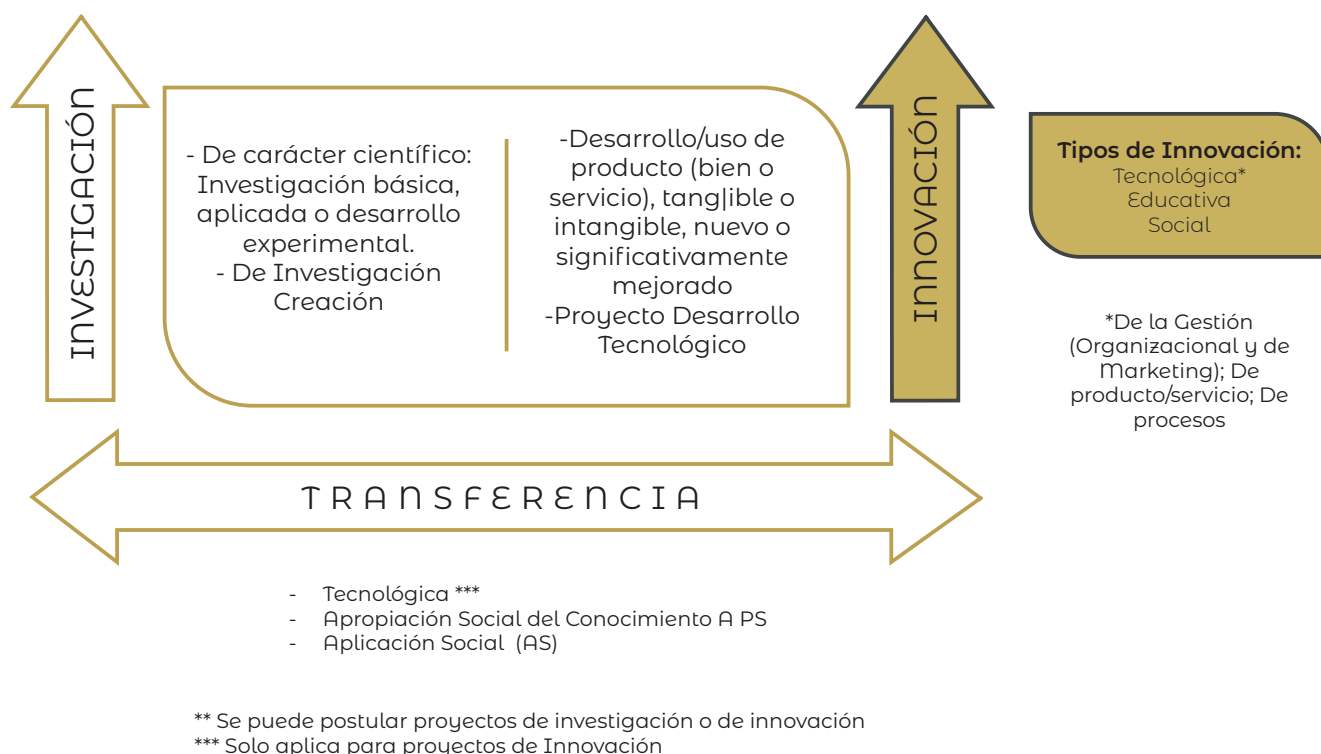 INVESTIGACIÓN
- De carácter científico:
Investigación básica,
aplicada o desarrollo
experimental.
- De Investigación
Creación
-Desarrollo/uso de
producto (bien o
servicio), tang|ible o
intangible, nuevo o
significativamente
mejorado
-Proyecto Desarrollo
Tecnológico
INNOVACIÓN
Tipos de Innovación:
Tecnológica*
Educativa
Social
*De la Gestión
(Organizacional y de
Marketing); De
producto/servicio; De
procesos
TRANSFERENCIA
- Tecnológica ***
- Apropiación Social del Conocimiento A PS
- Aplicación Social (AS)
** Se puede postular proyectos de investigación o de innovación
*** Solo aplica para proyectos de Innovación